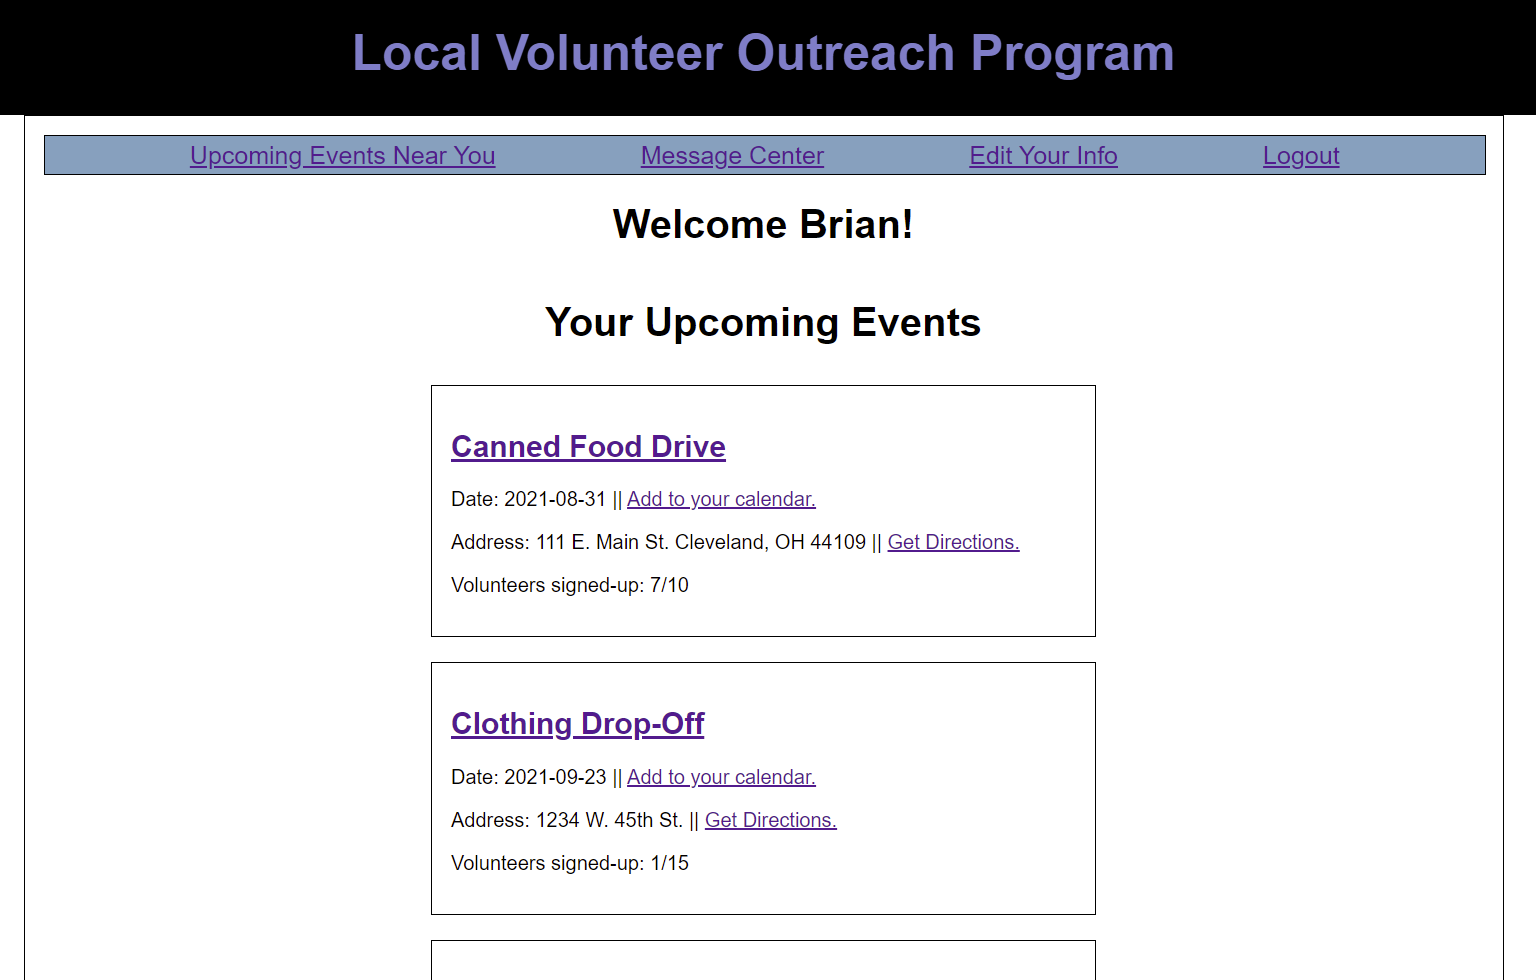 Local Volunteer Outreach Program
Upcoming Events Near You Message Center Edit Your Info Logout
Welcome Brian!
Your Upcoming Events
Canned Food Drive
Date: 2021-08-31 || Add to your calendar.
Address: 111 E. Main St. Cleveland, OH 44109 || Get Directions.
Volunteers signed-up: 7/10
Clothing Drop-Off
Date: 2021-09-23 || Add to your calendar.
Address: 1234 W. 45th St. || Get Directions.
Volunteers signed-up: 1/15